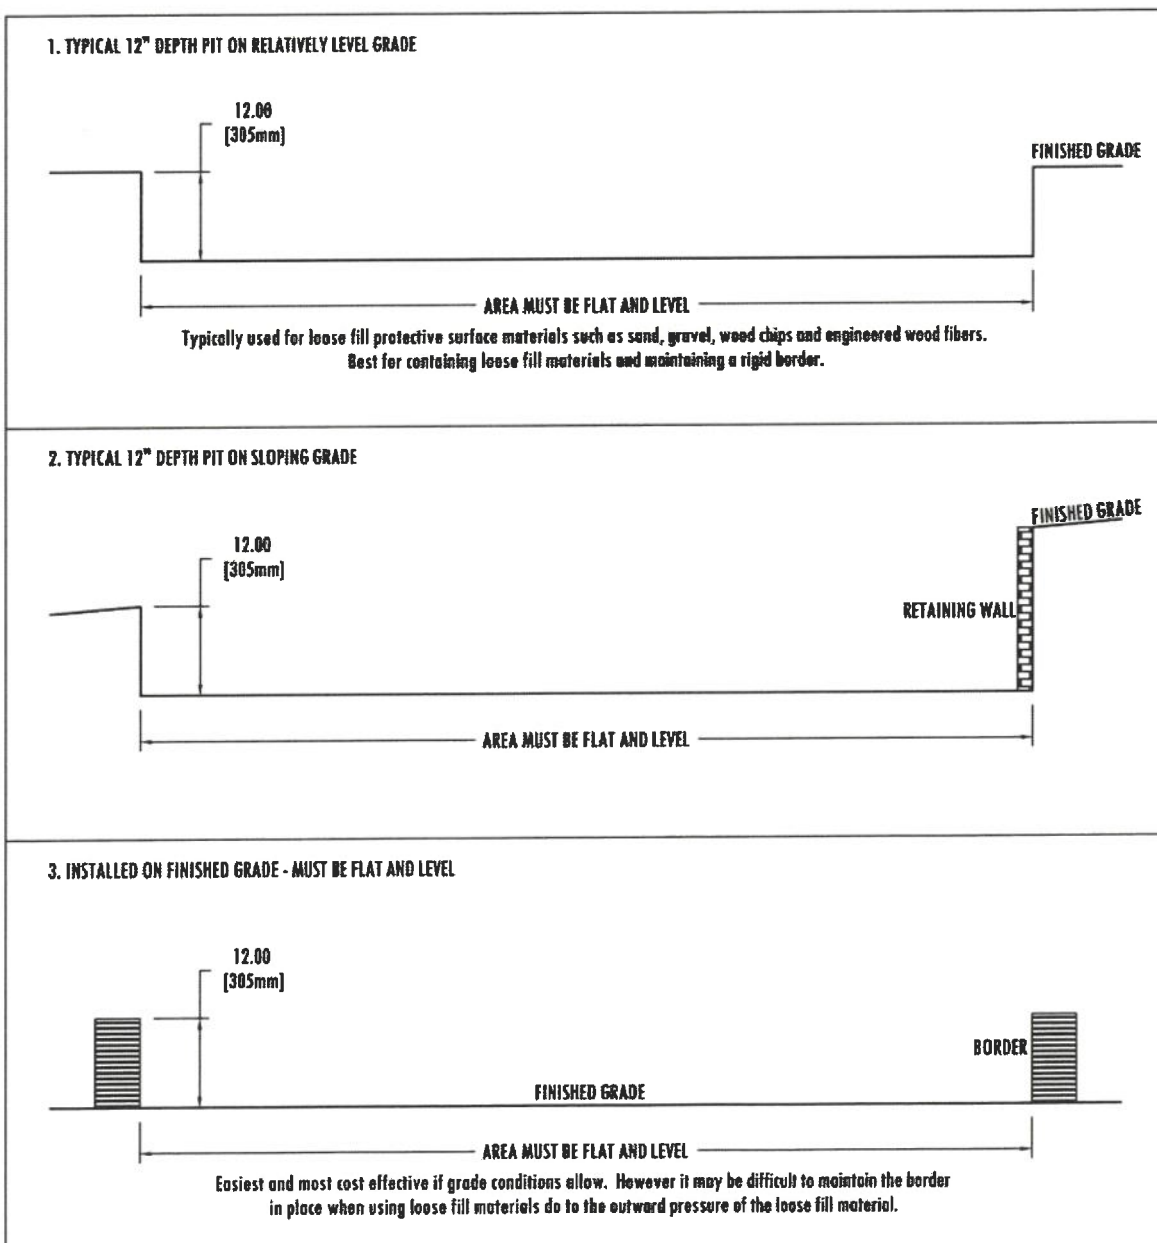 1. TYPICAL 12" DEPTH PIT ON RELATIVELY LEVEL GRADE
12.00
[305mm]
FINISHED GRADE
AREA MUST BE FLAT AND LEVEL
Typically used for loose fill protective surface materials such as sand, gravel, wood chips and engineered wood fibers.
Best for containing loose fill materials and maintaining a rigid border.
2. TYPICAL 12" DEPTH PIT ON SLOPING GRADE
FINISHED GRADE
12.00
[305mm]
RETAINING WALL
AREA MUST BE FLAT AND LEVEL
3. INSTALLED ON FINISHED GRADE - MUST BE FLAT AND LEVEL
12.00
[305mm]
BORDER
FINISHED GRADE
AREA MUST BE FLAT AND LEVEL
Easiest and most cost effective if grade conditions allow. However it may be difficult to maintain the border
in place when using loose fill materials do to the outward pressure of the loose fill material.